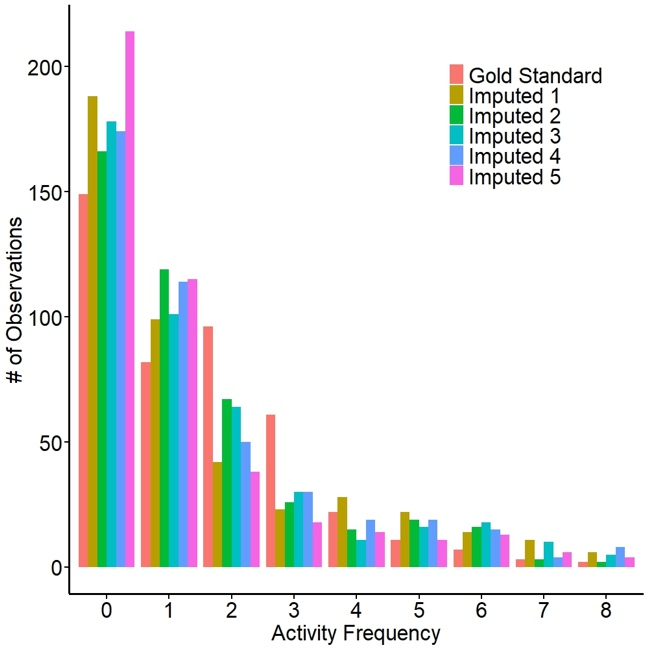 # of Observations
200
150
100
50
0
Gold Standard
Imputed 1
Imputed 2
Imputed 3
Imputed 4
Imputed 5
0 1 2 3 4 5 6 7 8
Activity Frequency